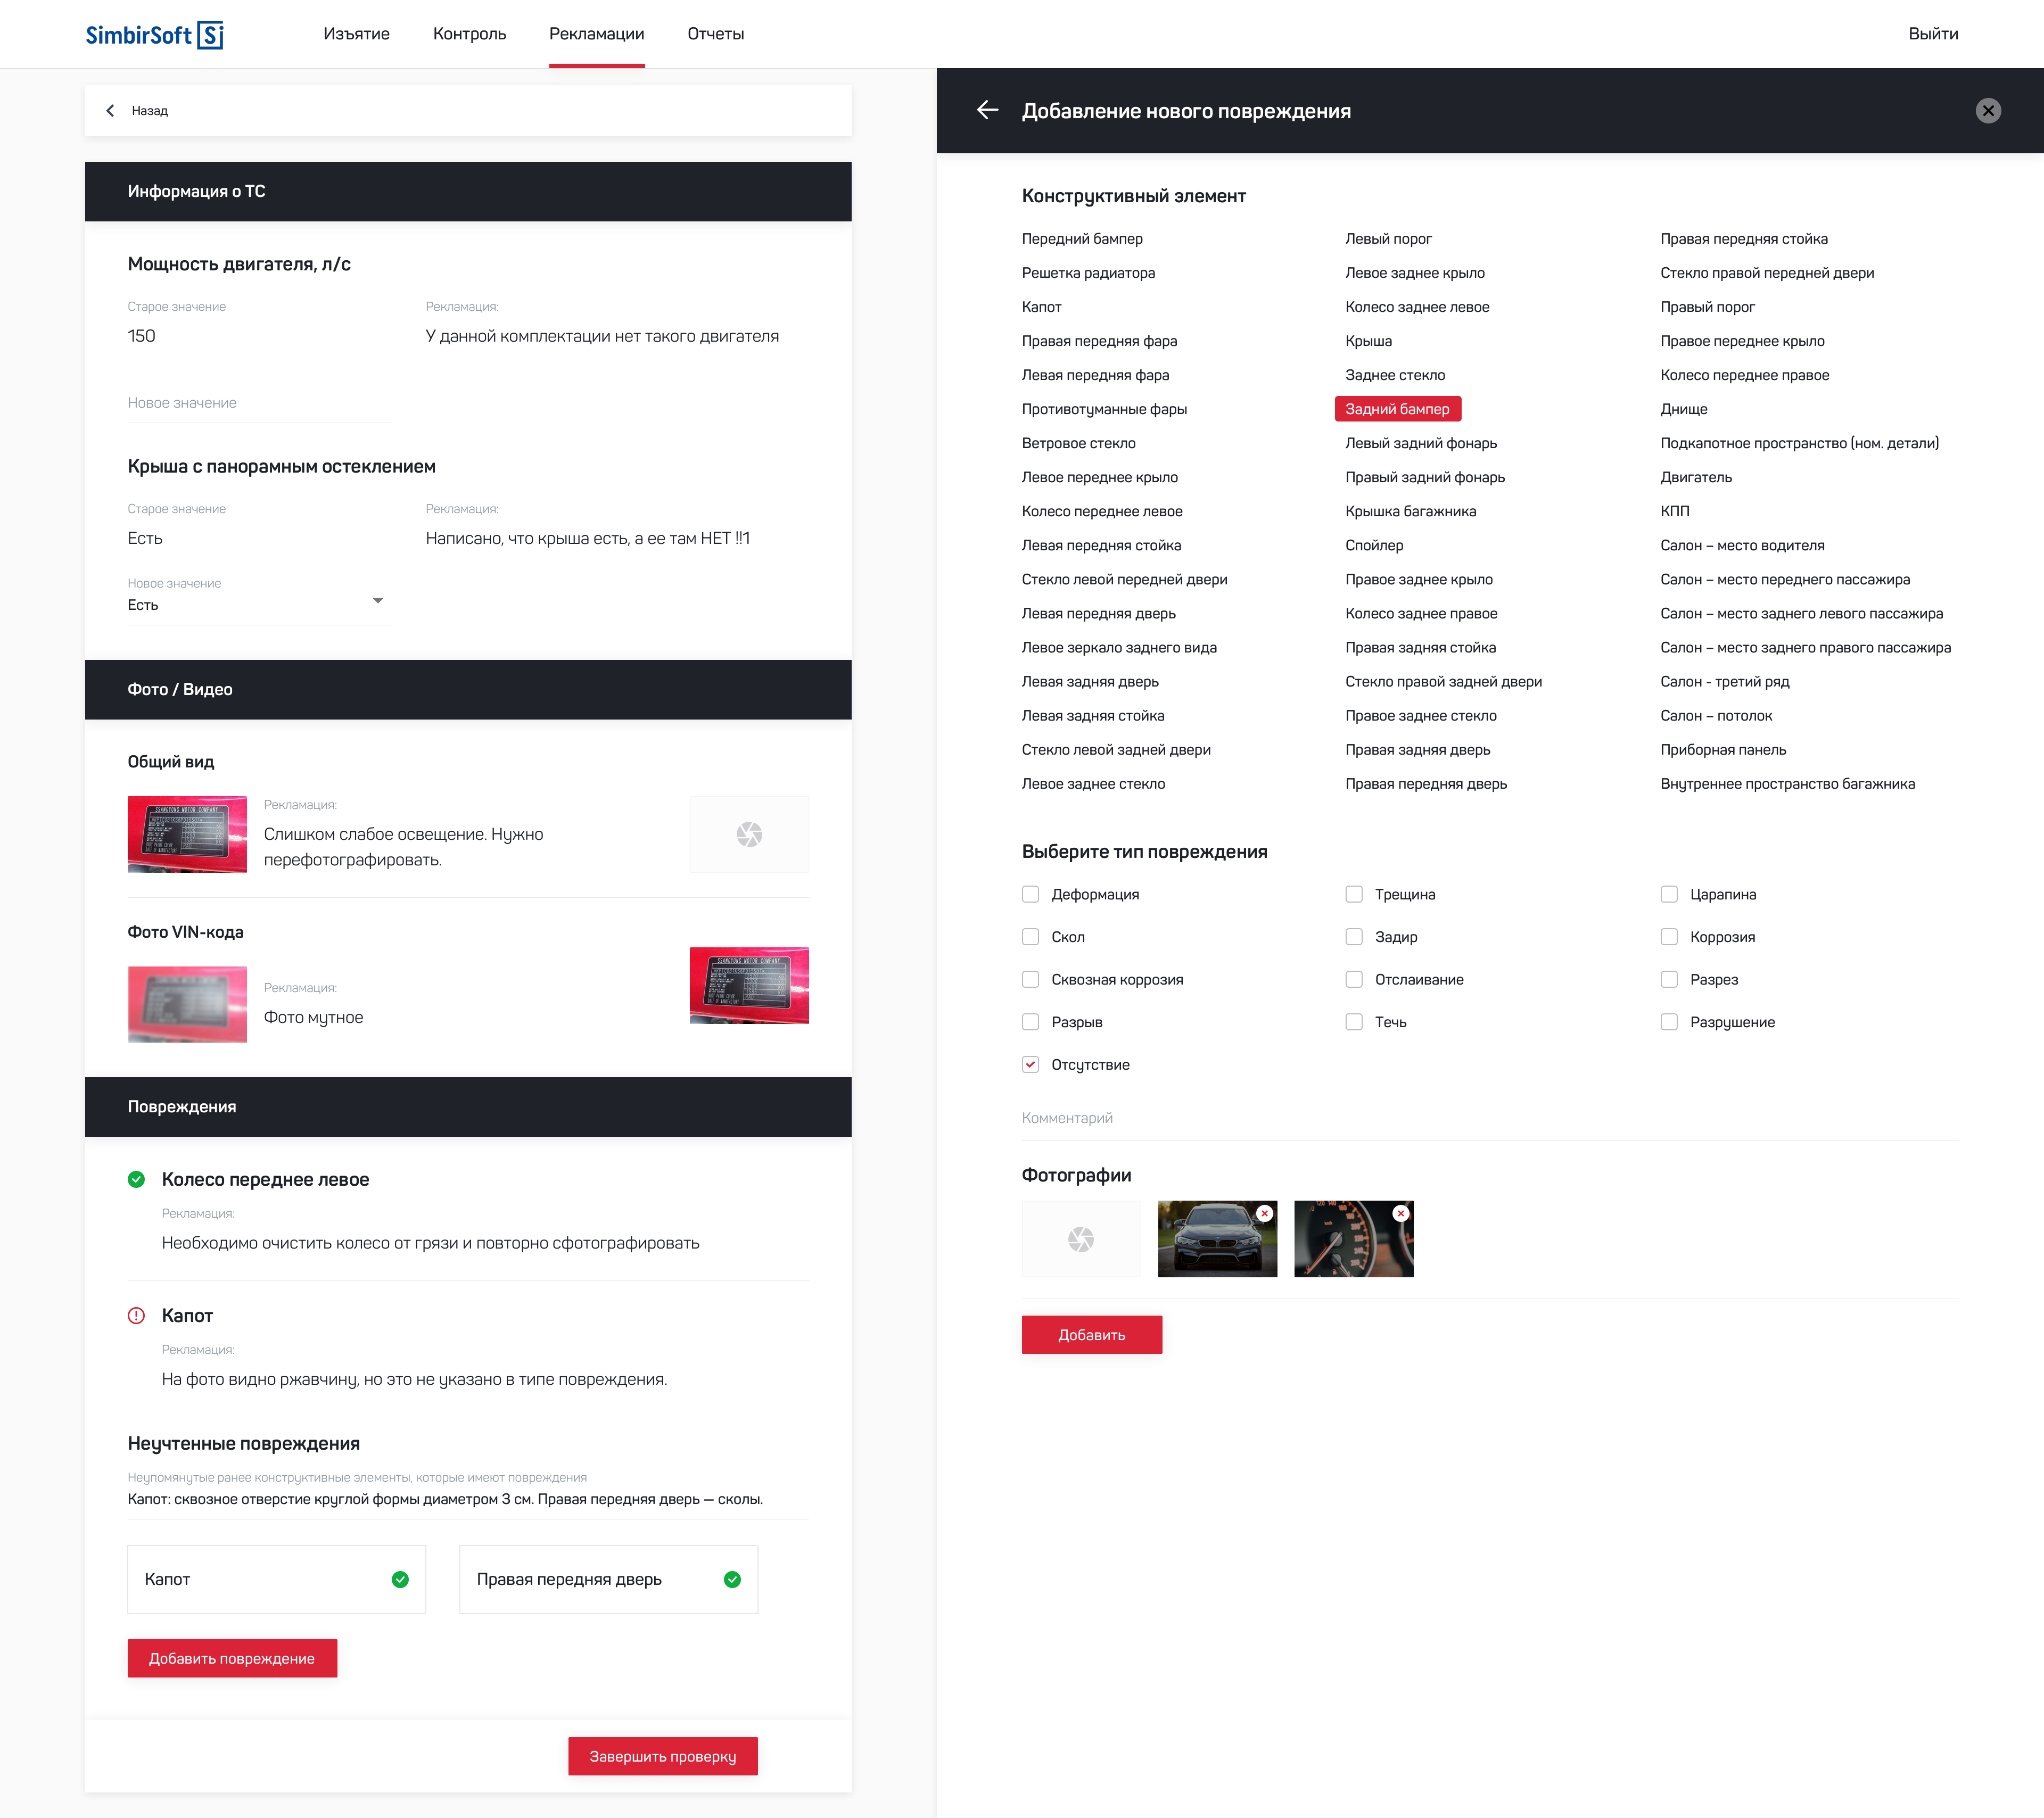 SimbirSoft Si
Изъятие
Контроль
Рекламации
Отчеты
Выйти
Назад
Информация о ТС
Мощность двигателя, л/с
Старое значение
Рекламация:
150
У данной комплектации нет такого двигателя
Новое значение
Крыша с панорамным остеклением
Старое значение
Рекламация:
Есть
Написано, что крыша есть, а ее там НЕТ !!1
Новое значение
Есть
Фото / Видео
Общий вид
SSANGYONG MOTOR COMPANY
Рекламация:
Слишком слабое освещение. Нужно
перефотографировать.
Фото VIN-кода
Рекламация:
Фото мутное
SSANGYONG MOTOR COMPANY
Повреждения
Колесо переднее левое
Рекламация:
Необходимо очистить колесо от грязи и повторно сфотографировать
Капот
Рекламация:
На фото видно ржавчину, но это не указано в типе повреждения.
Неучтенные повреждения
Неупомянутые ранее конструктивные элементы, которые имеют повреждения
Капот: сквозное отверстие круглой формы диаметром 3 см. Правая передняя дверь — сколы.
Капот
Правая передняя дверь
Добавить повреждение
Завершить проверку
Добавление нового повреждения
Конструктивный элемент
Передний бампер
Решетка радиатора
Капот
Правая передняя фара
Левая передняя фара
Противотуманные фары
Ветровое стекло
Левое переднее крыло
Колесо переднее левое
Левая передняя стойка
Стекло левой передней двери
Левая передняя дверь
Левое зеркало заднего вида
Левая задняя дверь
Левая задняя стойка
Стекло левой задней двери
Левое заднее стекло
Левый порог
Левое заднее крыло
Колесо заднее левое
Крыша
Заднее стекло
Задний бампер
Левый задний фонарь
Правый задний фонарь
Крышка багажника
Спойлер
Правое заднее крыло
Колесо заднее правое
Правая задняя стойка
Стекло правой задней двери
Правое заднее стекло
Правая задняя дверь
Правая передняя дверь
Правая передняя стойка
Стекло правой передней двери
Правый порог
Правое переднее крыло
Колесо переднее правое
Днище
Подкапотное пространство (ном. детали)
Двигатель
КПП
Салон – место водителя
Салон – место переднего пассажира
Салон – место заднего левого пассажира
Салон – место заднего правого пассажира
Салон - третий ряд
Салон – потолок
Приборная панель
Внутреннее пространство багажника
Выберите тип повреждения
Деформация
Трещина
Царапина
Скол
Задир
Коррозия
Сквозная коррозия
Отслаивание
Разрез
Разрыв
Течь
Разрушение
Отсутствие
Комментарий
Фотографии
Добавить